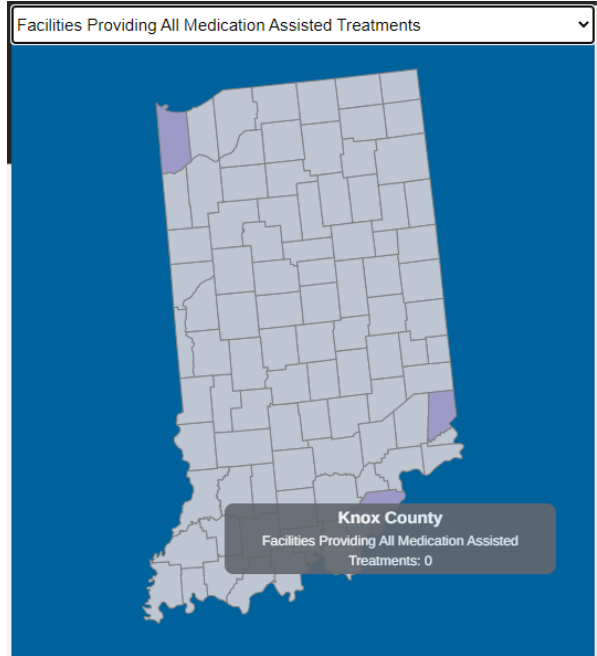 Facilities Providing All Medication Assisted Treatments
Knox County
Facilities Providing All Medication Assisted
Treatments: 0